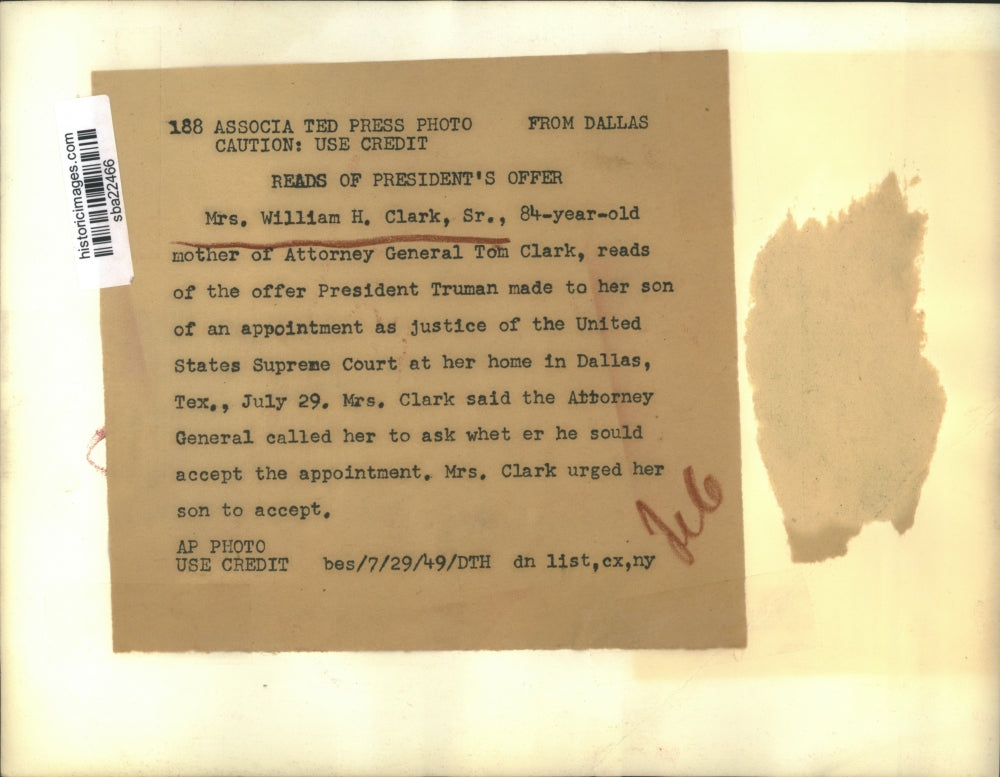 188 ASSOCIA TED PRESS PHOTO FROM DALLAS
CAUTION: USE CREDIT
READS OF PRESIDENT'S OFFER
Mrs. William H. Clark, Sr., 84-year-old
mother of Attorney General Tom Clark, reads
of the offer President Truman made to her son
of an appointment as justice of the United
States Supreme Court at her home in Dallas,
Tex., July 29. Mrs. Clark said the Attorney
General called her to ask whet er he sould
accept the appointment. Mrs. Clark urged her
son to accept.
AP PHOTO
USE CREDIT bes/7/29/49/DTH dn list,cx,ny
historicimages.com
sba22466